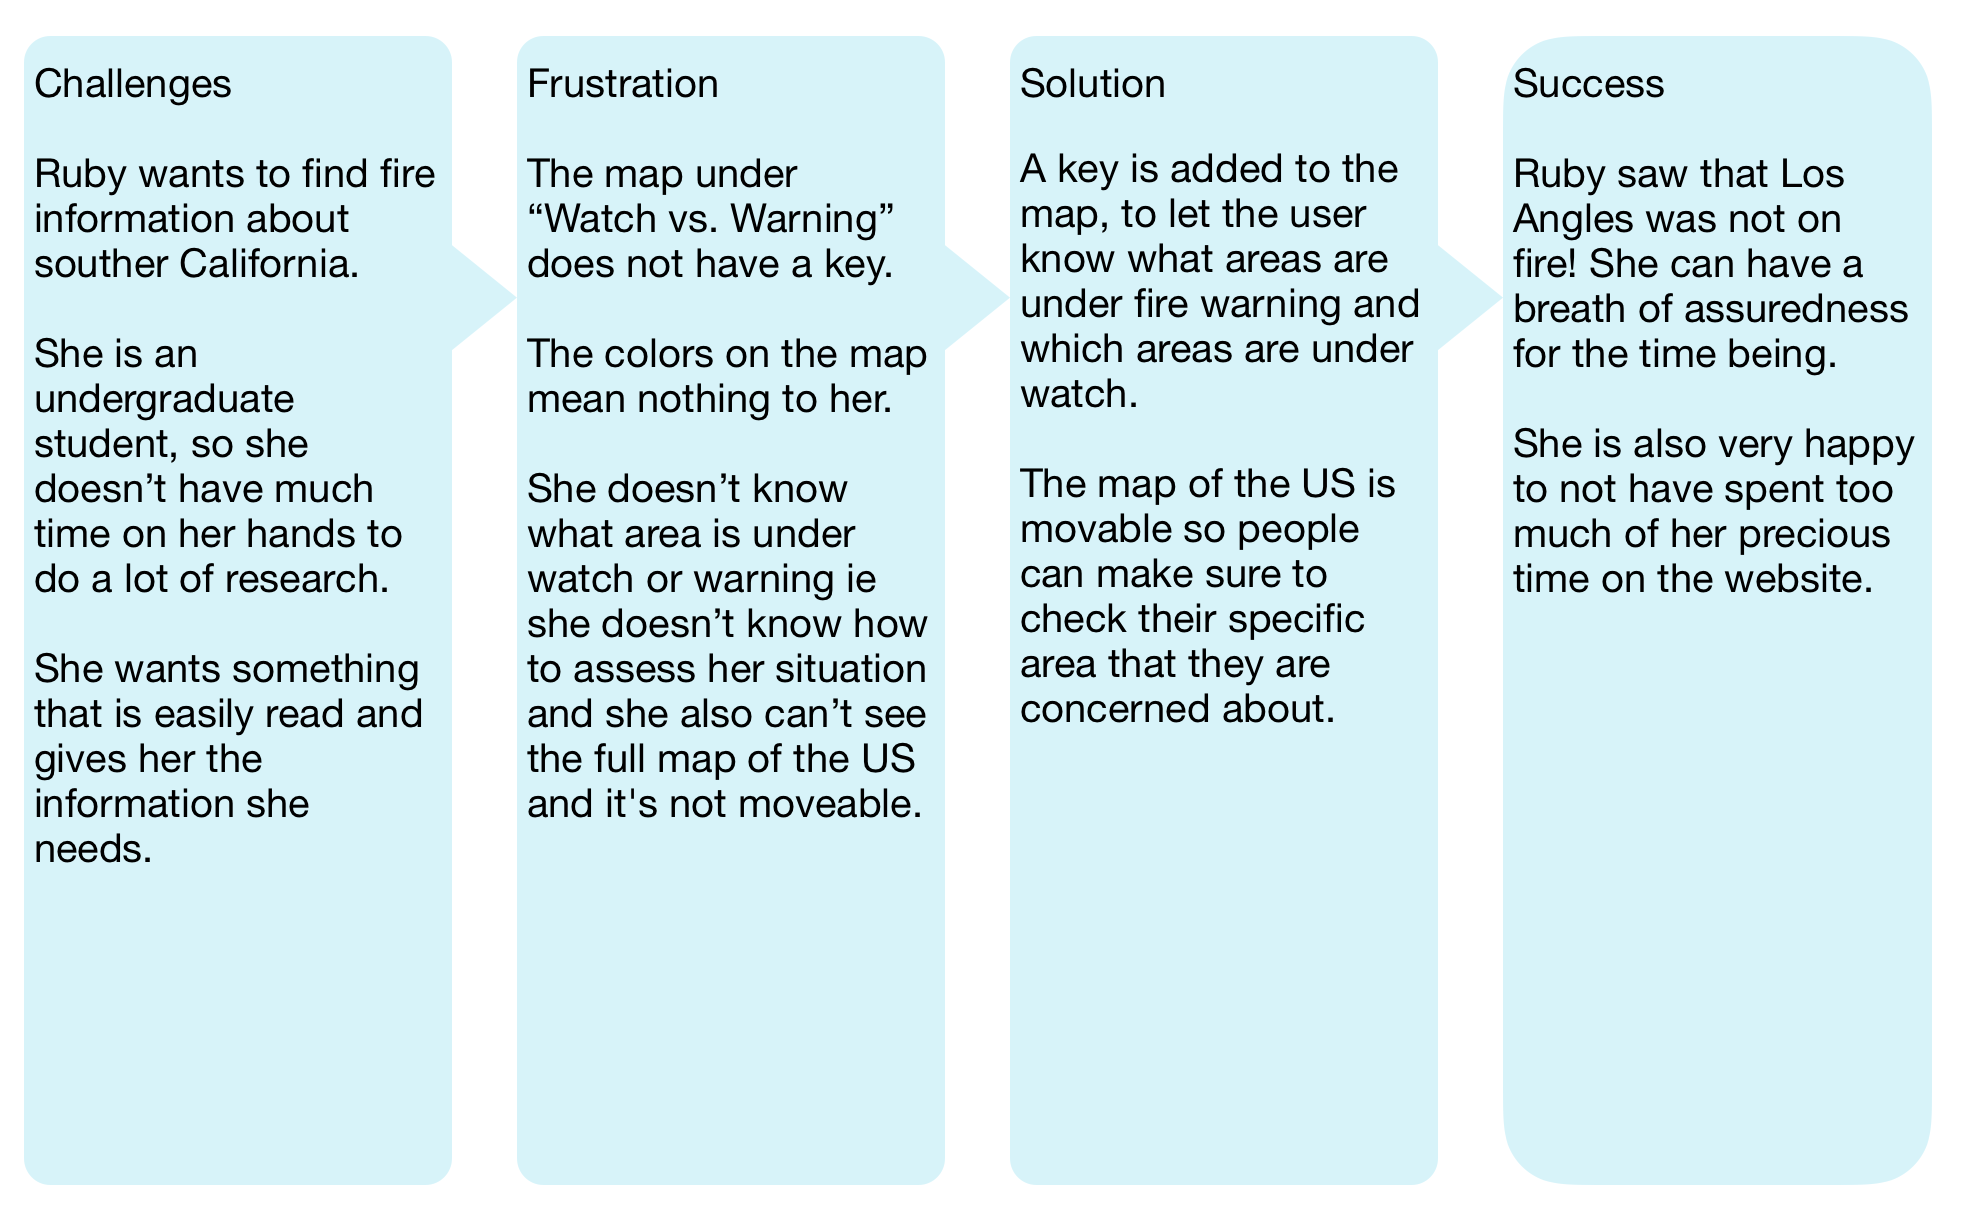 Challenges
Ruby wants to find fire
information about
souther California.
She is an
undergraduate
student, so she
doesn’t have much
time on her hands to
do a lot of research.
She wants something
that is easily read and
gives her the
information she
needs.
Frustration
The map under
“Watch vs. Warning”
does not have a key.
The colors on the map
mean nothing to her.
She doesn’t know
what area is under
watch or warning ie
she doesn’t know how
to assess her situation
and she also can’t see
the full map of the US
and it's not moveable.
Solution
A key is added to the
map, to let the user
know what areas are
under fire warning and
which areas are under
watch.
The map of the US is
movable so people
can make sure to
check their specific
area that they are
concerned about.
Success
Ruby saw that Los
Angles was not on
fire! She can have a
breath of assuredness
for the time being.
She is also very happy
to not have spent too
much of her precious
time on the website.